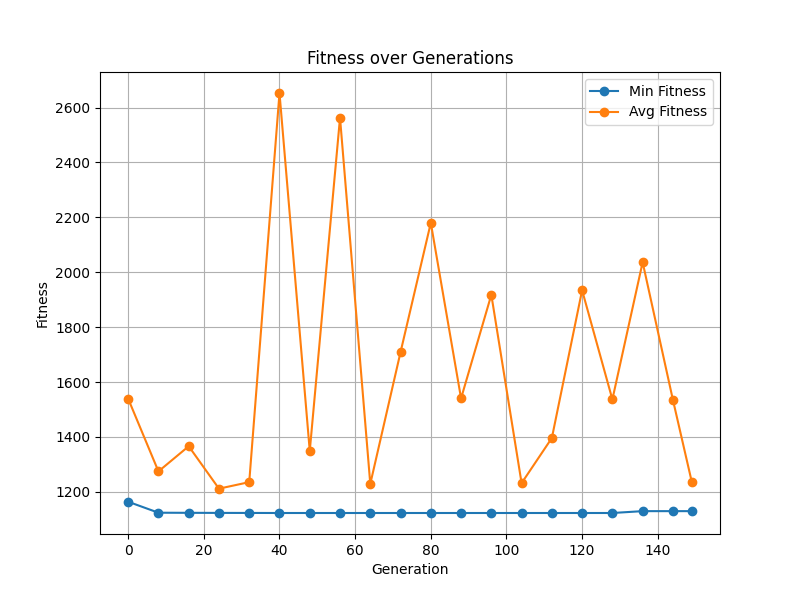 Fitness over Generations
Min Fitness
Avg Fitness
2600
2400
2200
2000
1800
1600
1400
1200
Fitness
0 20 40 60 80 100 120 140
Generation